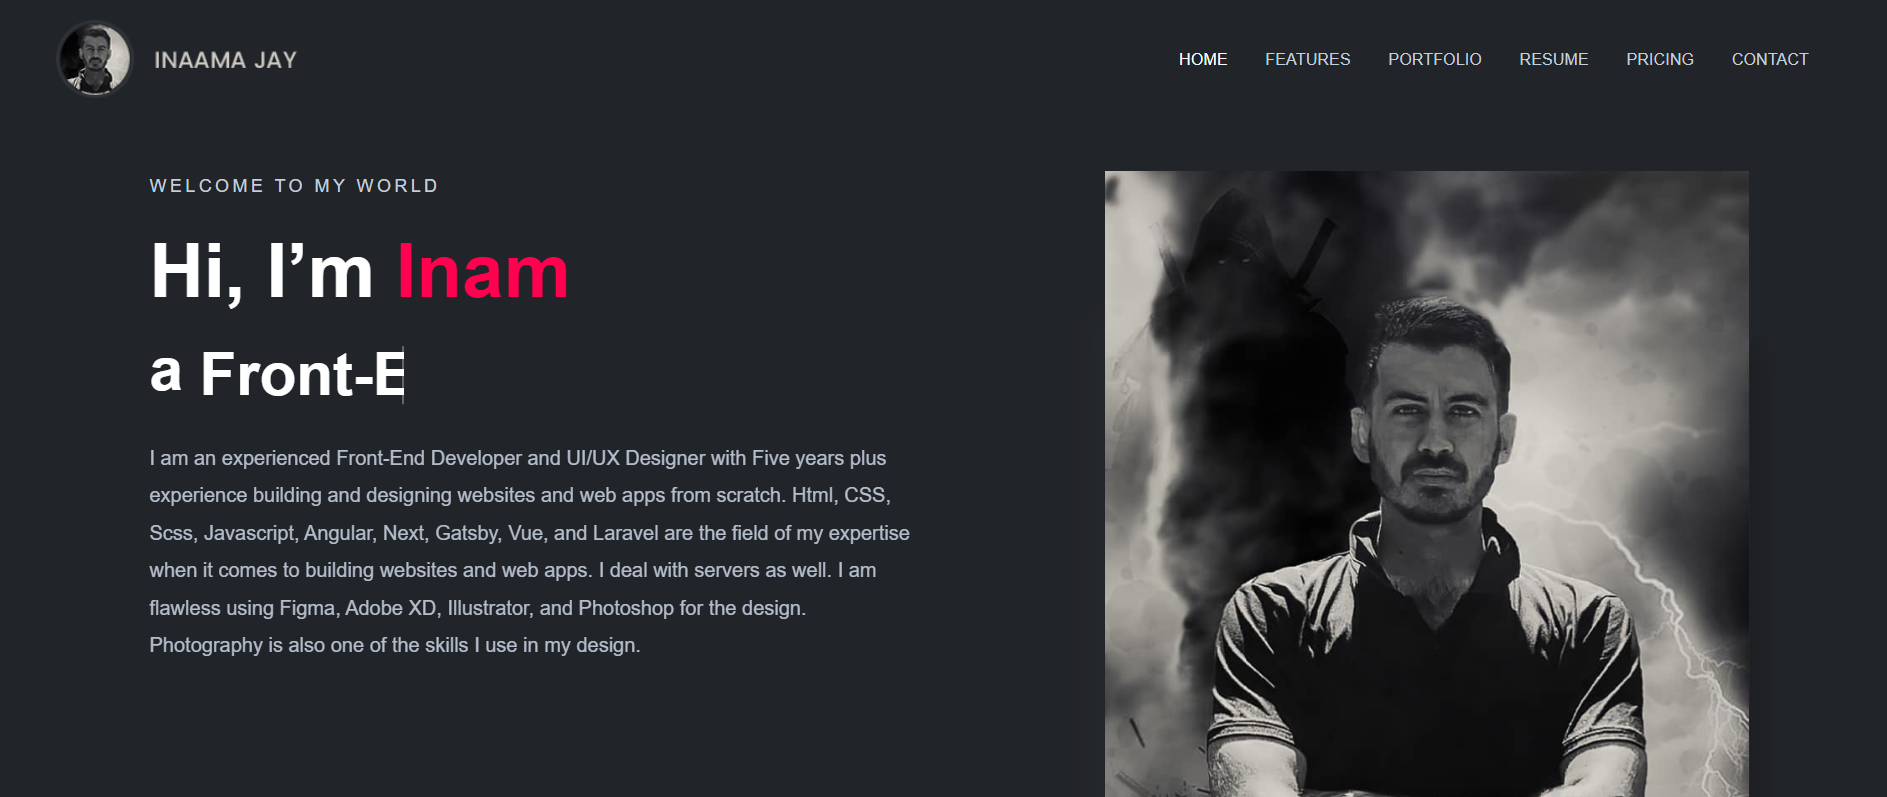 INAAMA JAY
HOME FEATURES PORTFOLIO RESUME PRICING CONTACT
WELCOME TO MY WORLD
Hi, I’m Inam
a Front-E
I am an experienced Front-End Developer and UI/UX Designer with Five years plus
experience building and designing websites and web apps from scratch. Html, CSS,
Scss, Javascript, Angular, Next, Gatsby, Vue, and Laravel are the field of my expertise
when it comes to building websites and web apps. I deal with servers as well. I am
flawless using Figma, Adobe XD, Illustrator, and Photoshop for the design.
Photography is also one of the skills I use in my design.